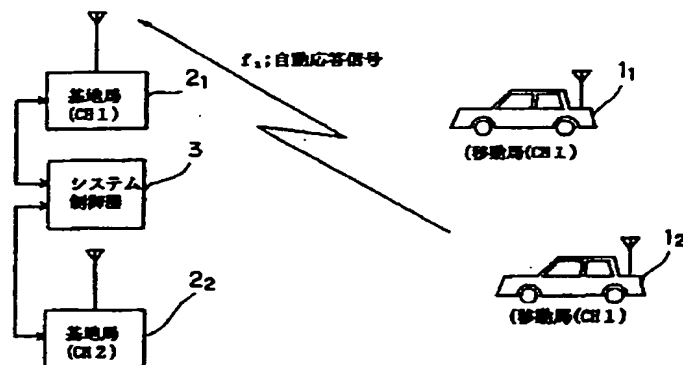 f₁;自動応答信号
基地局
(CH1)
2₁
1₁
(移動局(CH1)
3
システム
制御器
1₂
(移動局(CH1)
2₂
基地局
(CH2)